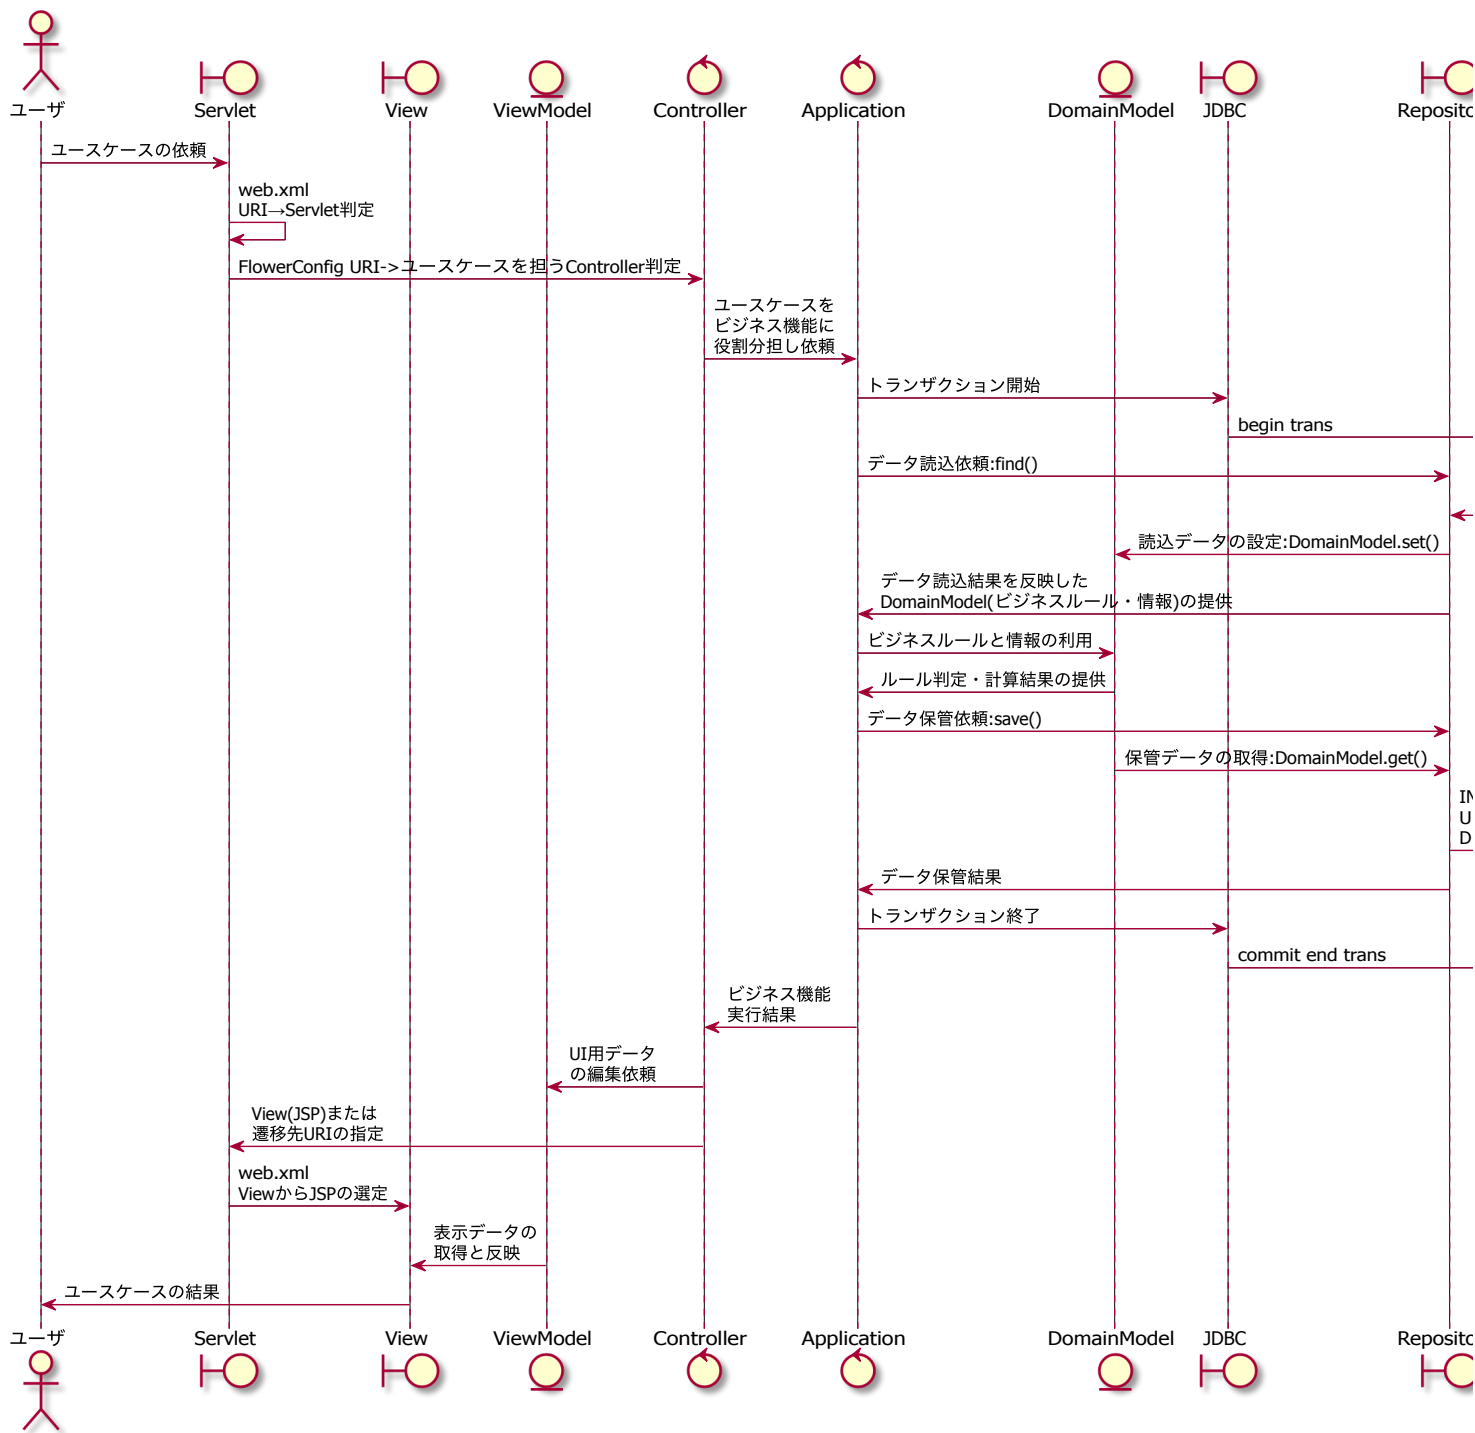 ユーザ
Servlet
View
ViewModel
Controller
Application
DomainModel
JDBC
Reposito
ユースケースの依頼
web.xml
URI→Servlet判定
FlowerConfig URI->ユースケースを担うController判定
ユースケースを
ビジネス機能に
役割分担し依頼
トランザクション開始
begin trans
データ読込依頼:find()
読込データの設定:DomainModel.set()
データ読込結果を反映した
DomainModel(ビジネスルール・情報)の提供
ビジネスルールと情報の利用
ルール判定・計算結果の提供
データ保管依頼:save()
保管データの取得:DomainModel.get()
IN
U
D
データ保管結果
トランザクション終了
commit end trans
ビジネス機能
実行結果
UI用データ
の編集依頼
View(JSP)または
遷移先URIの指定
web.xml
ViewからJSPの選定
表示データの
取得と反映
ユースケースの結果
ユーザ
Servlet
View
ViewModel
Controller
Application
DomainModel
JDBC
Reposito